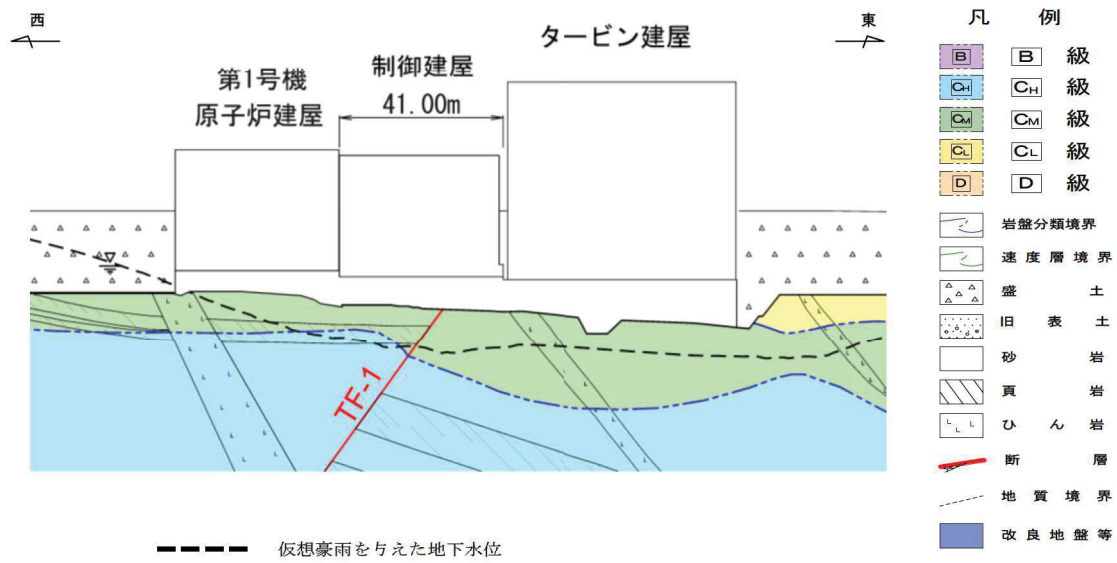 西
東
第1号機
原子炉建屋
制御建屋
41.00m
タービン建屋
TF-1
仮想豪雨を与えた地下水位
凡 例
B B 級
CH CH 級
CM CM 級
CL CL 級
D D 級
岩盤分類境界
速度層境界
盛土
旧表土
砂岩
頁岩
ひん岩
断層
地質境界
改良地盤等